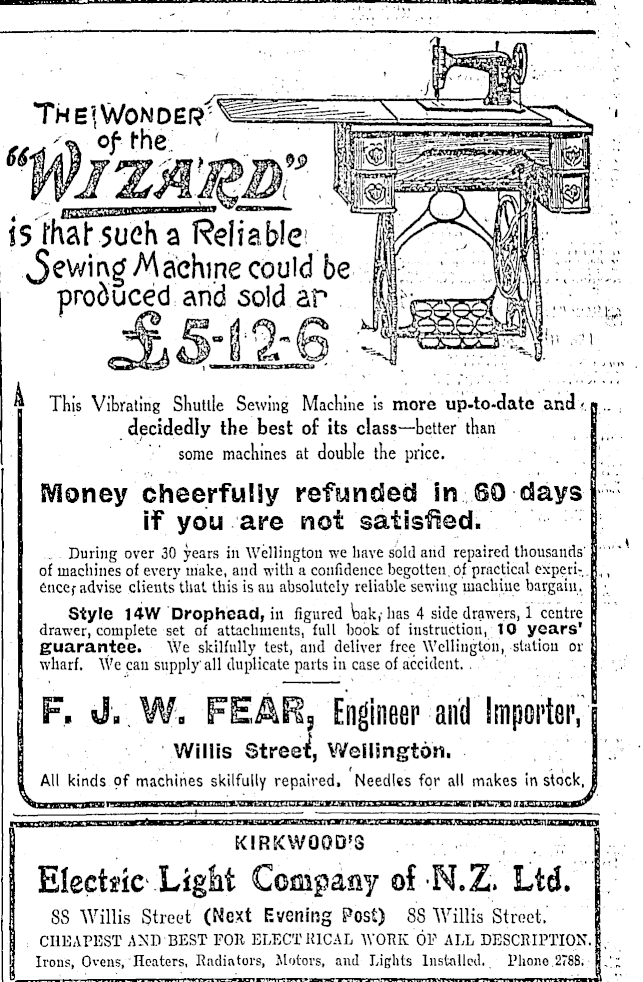 THE WONDER
of the
"WIZARD"
is that such a Reliable
Sewing Machine could be
produced and sold at
£5-12-6
This Vibrating Shuttle Sewing Machine is more up-to-date and
decidedly the best of its class—better than
some machines at double the price.
Money cheerfully refunded in 60 days
if you are not satisfied.
During over 30 years in Wellington we have sold and repaired thousands
of machines of every make, and with a confidence begotten of practical experi-
ence, advise clients that this is an absolutely reliable sewing machine bargain.
Style 14W Drophead, in figured oak, has 4 side drawers, 1 centre
drawer, complete set of attachments, full book of instruction, 10 years'
guarantee. We skilfully test, and deliver free Wellington, station or
wharf. We can supply all duplicate parts in case of accident.
F. J. W. FEAR, Engineer and Importer,
Willis Street, Wellington.
All kinds of machines skilfully repaired. Needles for all makes in stock.
KIRKWOOD'S
Electric Light Company of N.Z. Ltd.
88 Willis Street (Next Evening Post) 88 Willis Street.
CHEAPEST AND BEST FOR ELECTRICAL WORK OF ALL DESCRIPTION.
Irons, Ovens, Heaters, Radiators, Motors, and Lights Installed. Phone 2788.